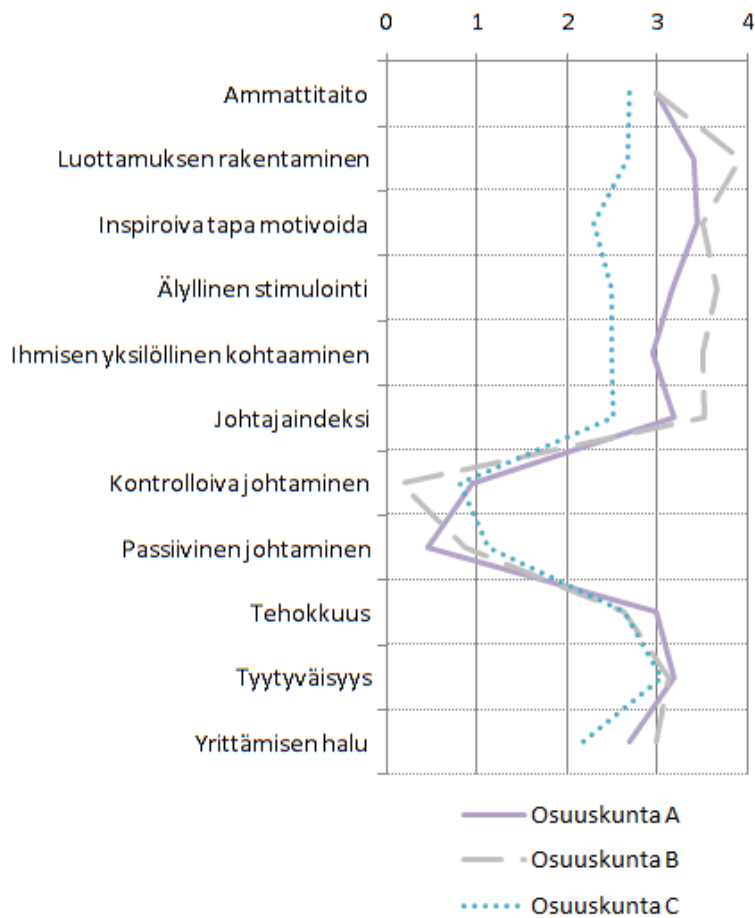 0 1 2 3 4
Ammattitaito
Luottamuksen rakentaminen
Inspiroiva tapa motivoida
Älyllinen stimulointi
Ihmisen yksilöllinen kohtaaminen
Johtajaindeksi
Kontrolloiva johtaminen
Passiivinen johtaminen
Tehokkuus
Tyytyväisyys
Yrittämisen halu
Osuuskunta A
Osuuskunta B
Osuuskunta C